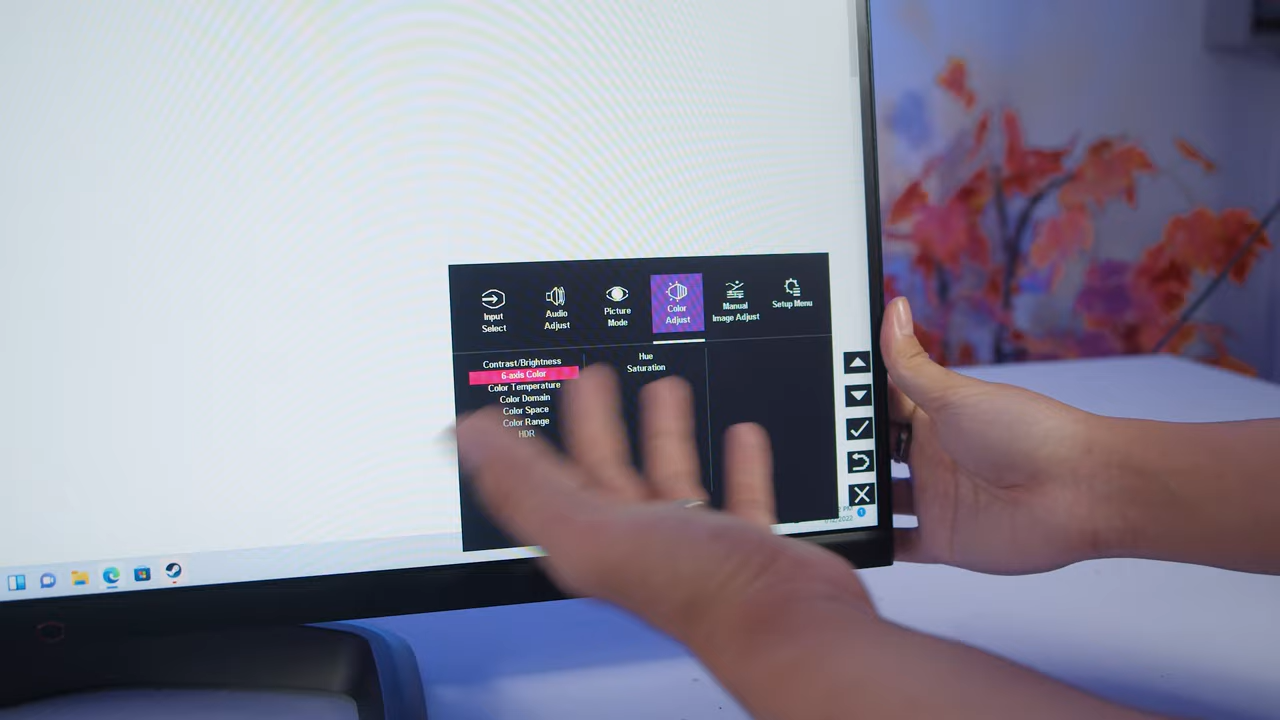 Input
Select
Audio
Adjust
Picture
Mode
Color
Adjust
Manual
Image Adjust
Setup Menu
Contrast/Brightness
6-axis Color
Color Temperature
Color Domain
Color Space
Color Range
HDR
Hue
Saturation